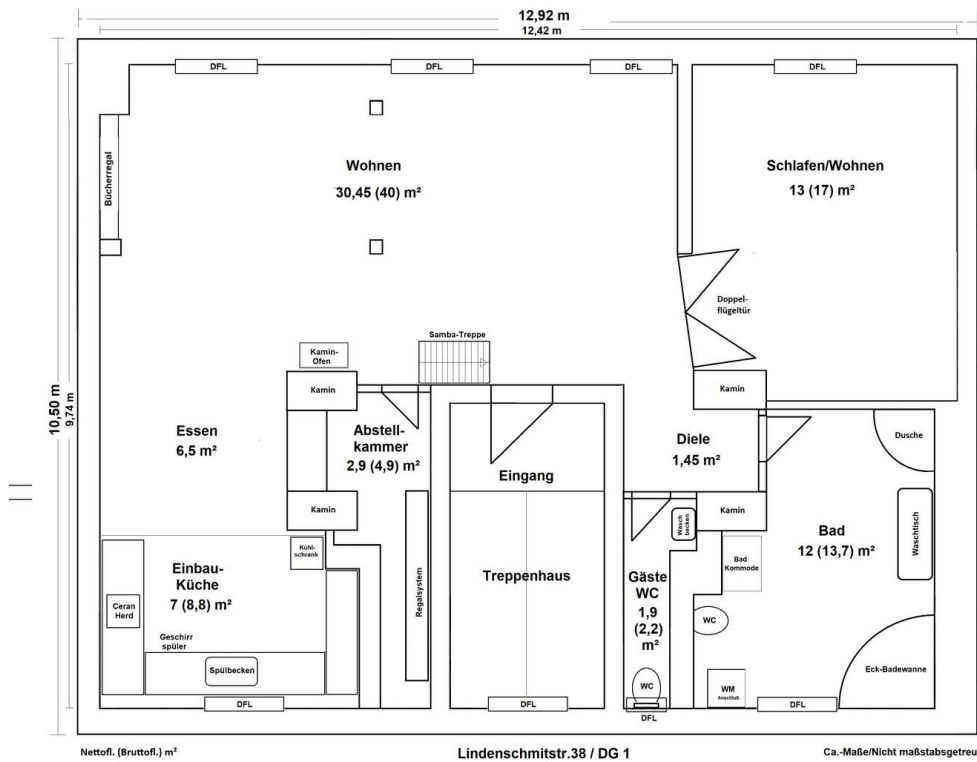 12,92 m
12,42 m
DFL
DFL
DFL
DFL
Bücherregal
Wohnen
30,45 (40) m²
Schlafen/Wohnen
13 (17) m²
Doppel-
flügeltür
Samba-Treppe
Kamin-
Ofen
Kamin
Kamin
10,50 m
9,74 m
Essen
6,5 m²
Abstell-
kammer
2,9 (4,9) m²
Eingang
Diele
1,45 m²
Dusche
Kamin
Kamin
Wasch
becken
Waschtisch
Bad
12 (13,7) m²
Kühl-
schrank
Bad
Kommode
Einbau-
Küche
7 (8,8) m²
Regalsystem
Treppenhaus
Gäste
WC
1,9
(2,2)
m²
Ceran
Herd
WC
Geschirr
spüler
Spülbecken
WC
WM
Anschluß
Eck-Badewanne
DFL
DFL
DFL
DFL
Nettofl. (Bruttofl.) m²
Lindenschmitstr.38 / DG 1
Ca.-Maße/Nicht maßstabsgetreu